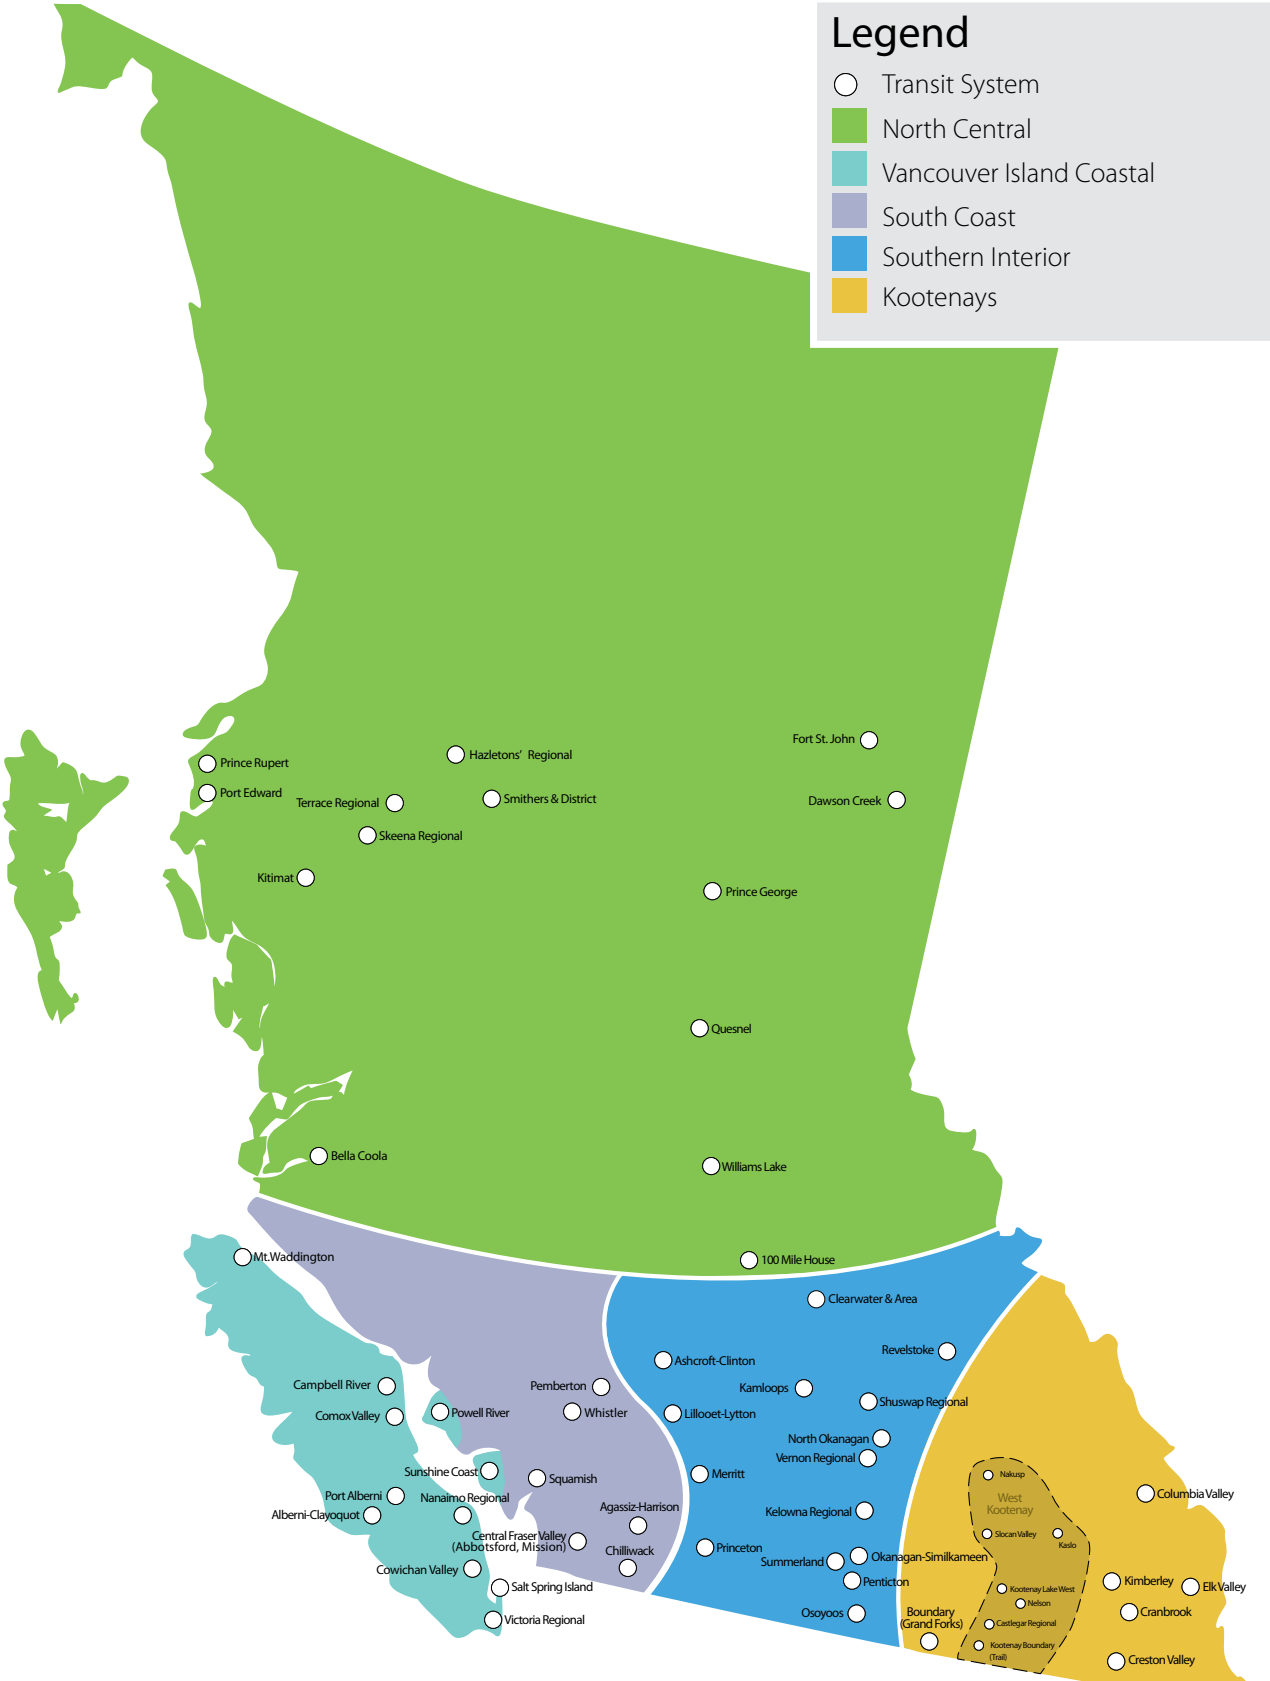 Legend
Transit System
North Central
Vancouver Island Coastal
South Coast
Southern Interior
Kootenays
Fort St. John
Hazletons' Regional
Prince Rupert
Port Edward
Terrace Regional
Smithers & District
Dawson Creek
Skeena Regional
Kitimat
Prince George
Quesnel
Bella Coola
Williams Lake
Mt.Waddington
100 Mile House
Clearwater & Area
Revelstoke
Ashcroft-Clinton
Campbell River
Pemberton
Kamloops
Shuswap Regional
Comox Valley
Powell River
Whistler
Lillooet-Lytton
North Okanagan
Vernon Regional
Sunshine Coast
Squamish
Merritt
Nakusp
West
Kootenay
Columbia Valley
Port Alberni
Nanaimo Regional
Agassiz-Harrison
Alberni-Clayoquot
Kelowna Regional
Central Fraser Valley
(Abbotsford, Mission)
Slocan Valley
Kaslo
Chilliwack
Princeton
Summerland
Okanagan-Similkameen
Cowichan Valley
Penticton
Kimberley
Elk Valley
Salt Spring Island
Kootenay Lake West
Nelson
Victoria Regional
Osoyoos
Boundary
(Grand Forks)
Cranbrook
Castlegar Regional
Kootenay Boundary
(Trail)
Creston Valley